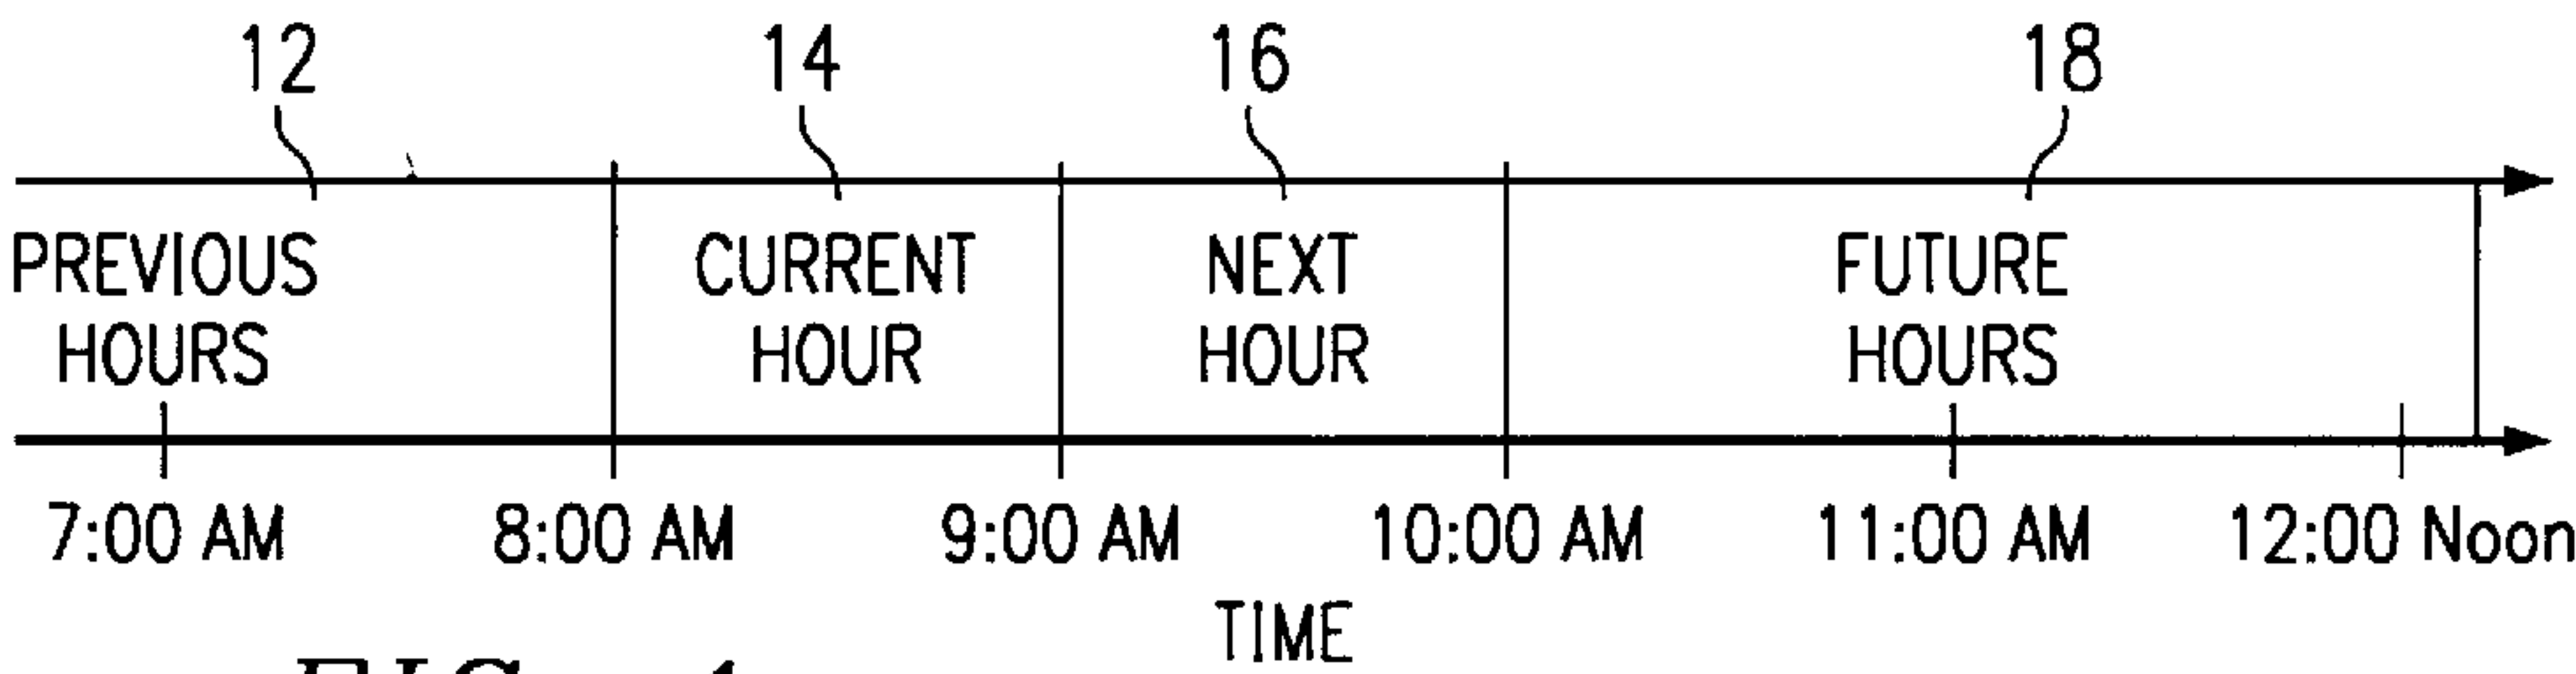 12 14 16 18
PREVIOUS HOURS
CURRENT HOUR
NEXT HOUR
FUTURE HOURS
7:00 AM 8:00 AM 9:00 AM 10:00 AM 11:00 AM 12:00 Noon
TIME